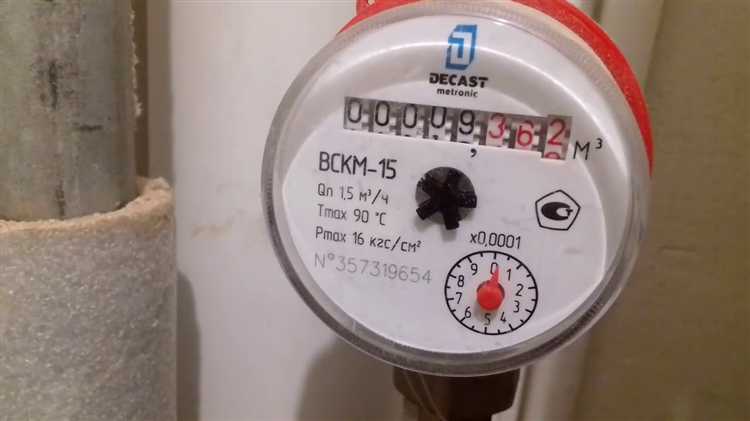 DECAST
metronic
00009,362 м³
ВСКМ-15
Qn 1,5 м³/ч
Tmax 90 °C
Pmax 16 кгс/см²
N°357319654
x0,0001
0 1 2 3 4 5 6 7 8 9